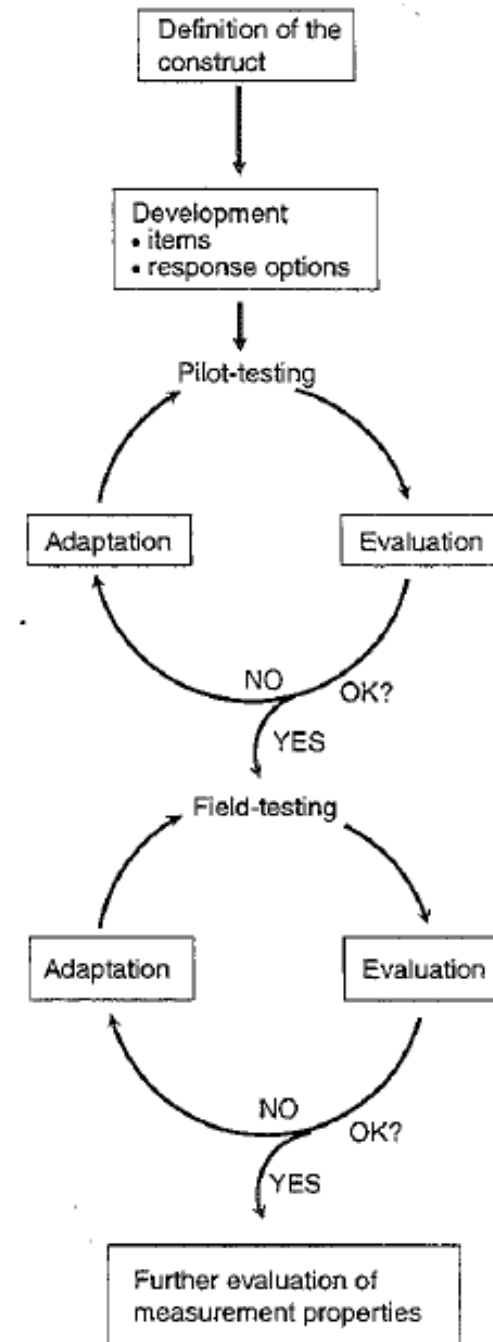 Definition of the
construct
Development
• items
• response options
Pilot-testing
Adaptation
Evaluation
NO
OK?
YES
Field-testing
Adaptation
Evaluation
NO
OK?
YES
Further evaluation of
measurement properties